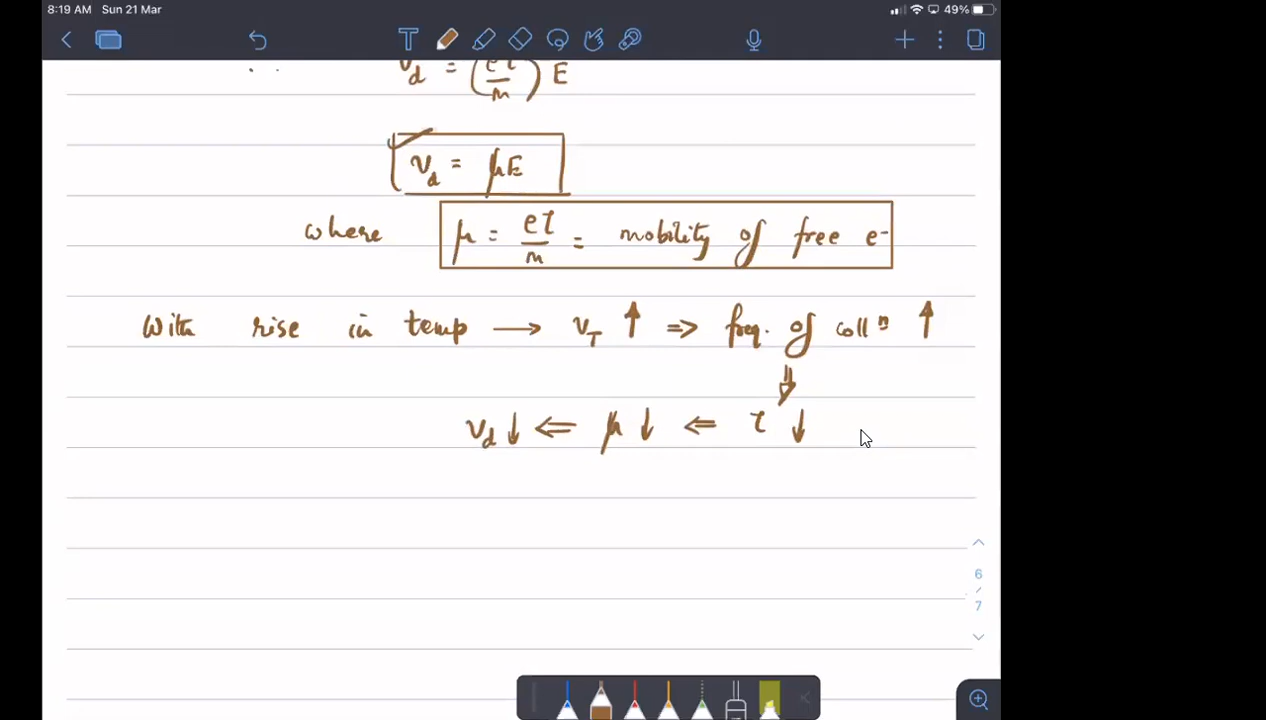 8:19 AM Sun 21 Mar 49%
T
v_d = (eτ/m) E
v_d = μE
where μ = eτ/m = mobility of free e⁻
With rise in temp → v_T ↑ ⇒ freq. of collⁿ ↑
⇓
v_d ↓ ⇐ μ ↓ ⇐ τ ↓
6
/
7